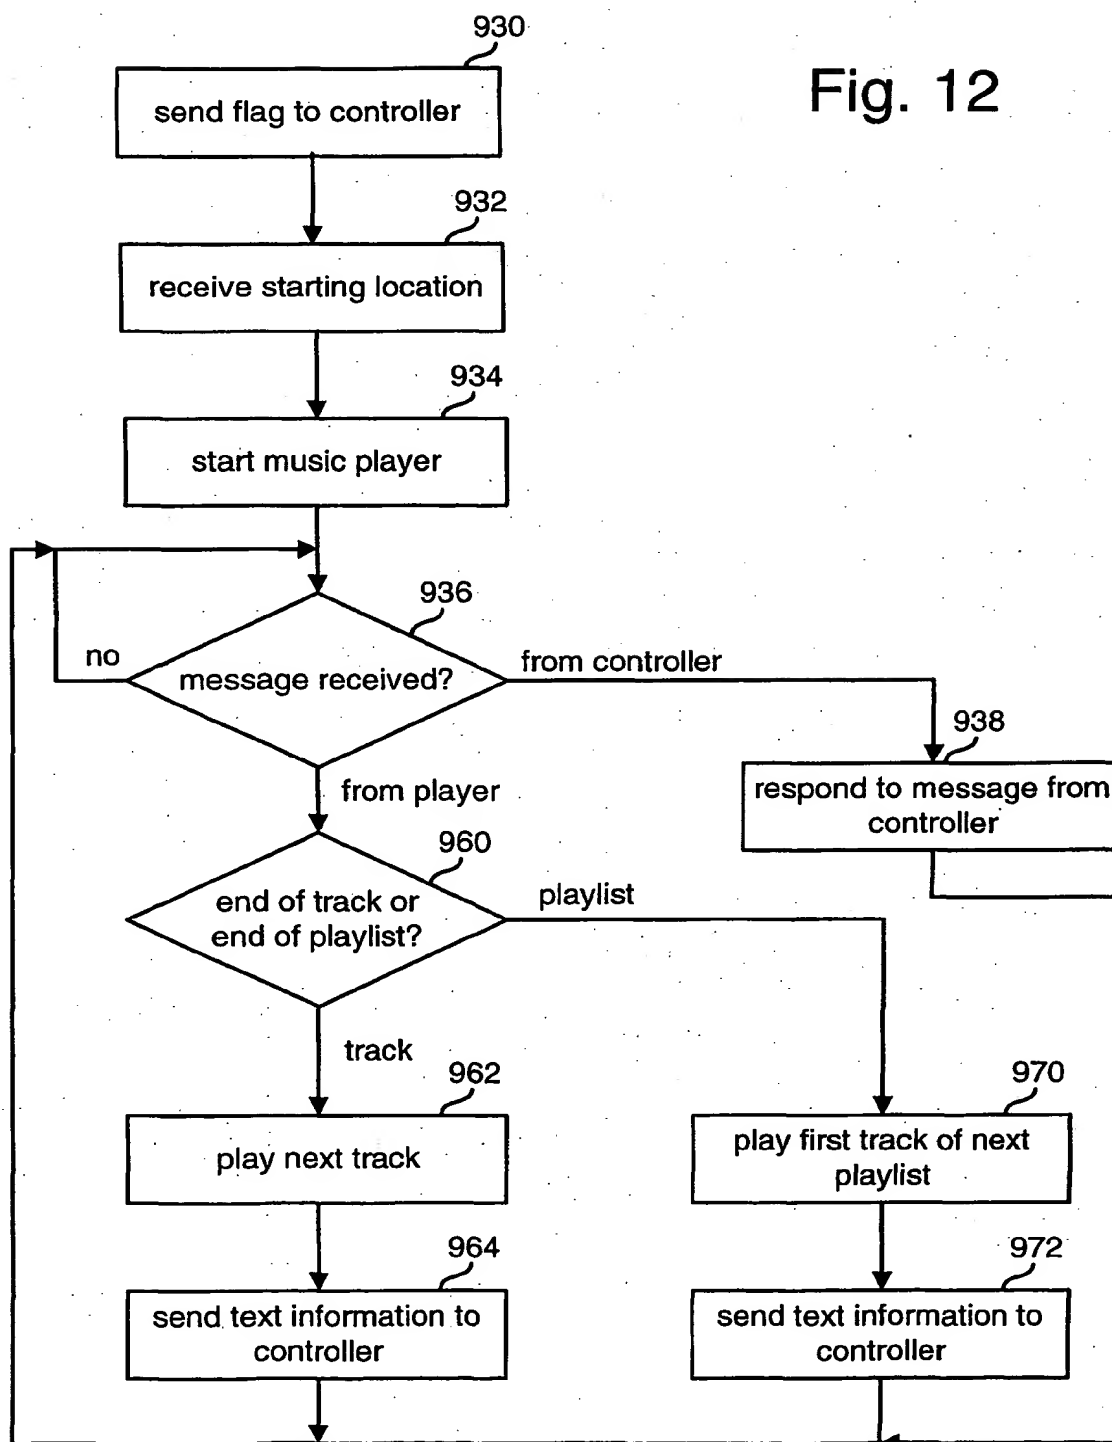 930
Fig. 12
send flag to controller
932
receive starting location
934
start music player
936
no
message received?
from controller
938
from player
respond to message from
controller
960
end of track or
end of playlist?
playlist
track
962
970
play next track
play first track of next
playlist
964
972
send text information to
controller
send text information to
controller